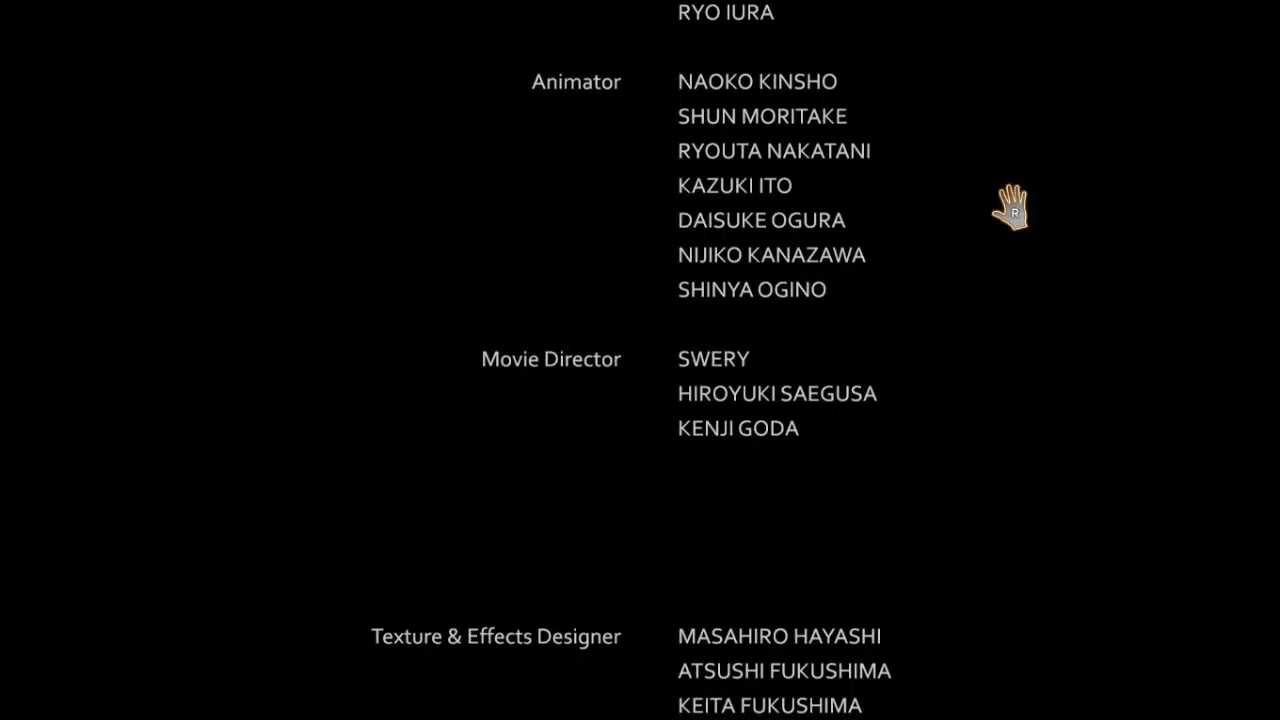 RYO IURA
Animator NAOKO KINSHO
SHUN MORITAKE
RYOUTA NAKATANI
KAZUKI ITO
R
DAISUKE OGURA
NIJIKO KANAZAWA
SHINYA OGINO
Movie Director SWERY
HIROYUKI SAEGUSA
KENJI GODA
Texture & Effects Designer MASAHIRO HAYASHI
ATSUSHI FUKUSHIMA
KEITA FUKUSHIMA